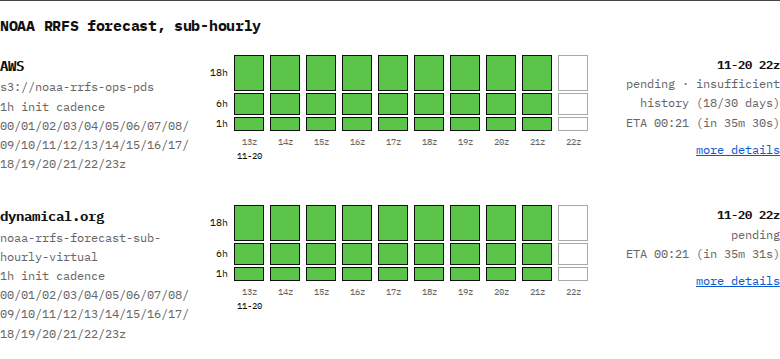 NOAA RRFS forecast, sub-hourly
AWS
s3://noaa-rrfs-ops-pds
1h init cadence
00/01/02/03/04/05/06/07/08/
09/10/11/12/13/14/15/16/17/
18/19/20/21/22/23z
18h
6h
1h
13z 14z 15z 16z 17z 18z 19z 20z 21z 22z
11-20
11-20 22z
pending · insufficient
history (18/30 days)
ETA 00:21 (in 35m 30s)
more details
dynamical.org
noaa-rrfs-forecast-sub-
hourly-virtual
1h init cadence
00/01/02/03/04/05/06/07/08/
09/10/11/12/13/14/15/16/17/
18/19/20/21/22/23z
18h
6h
1h
13z 14z 15z 16z 17z 18z 19z 20z 21z 22z
11-20
11-20 22z
pending
ETA 00:21 (in 35m 31s)
more details